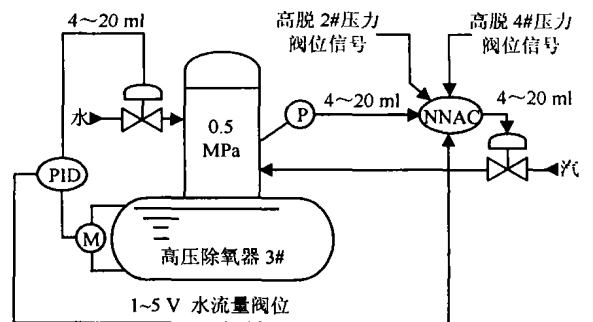 4～20 ml
高脱 2#压力
阀位信号
高脱 4#压力
阀位信号
水
0.5
MPa
P
4～20 ml
NNAC
4～20 ml
汽
PID
M
高压除氧器 3#
1~5 V 水流量阀位